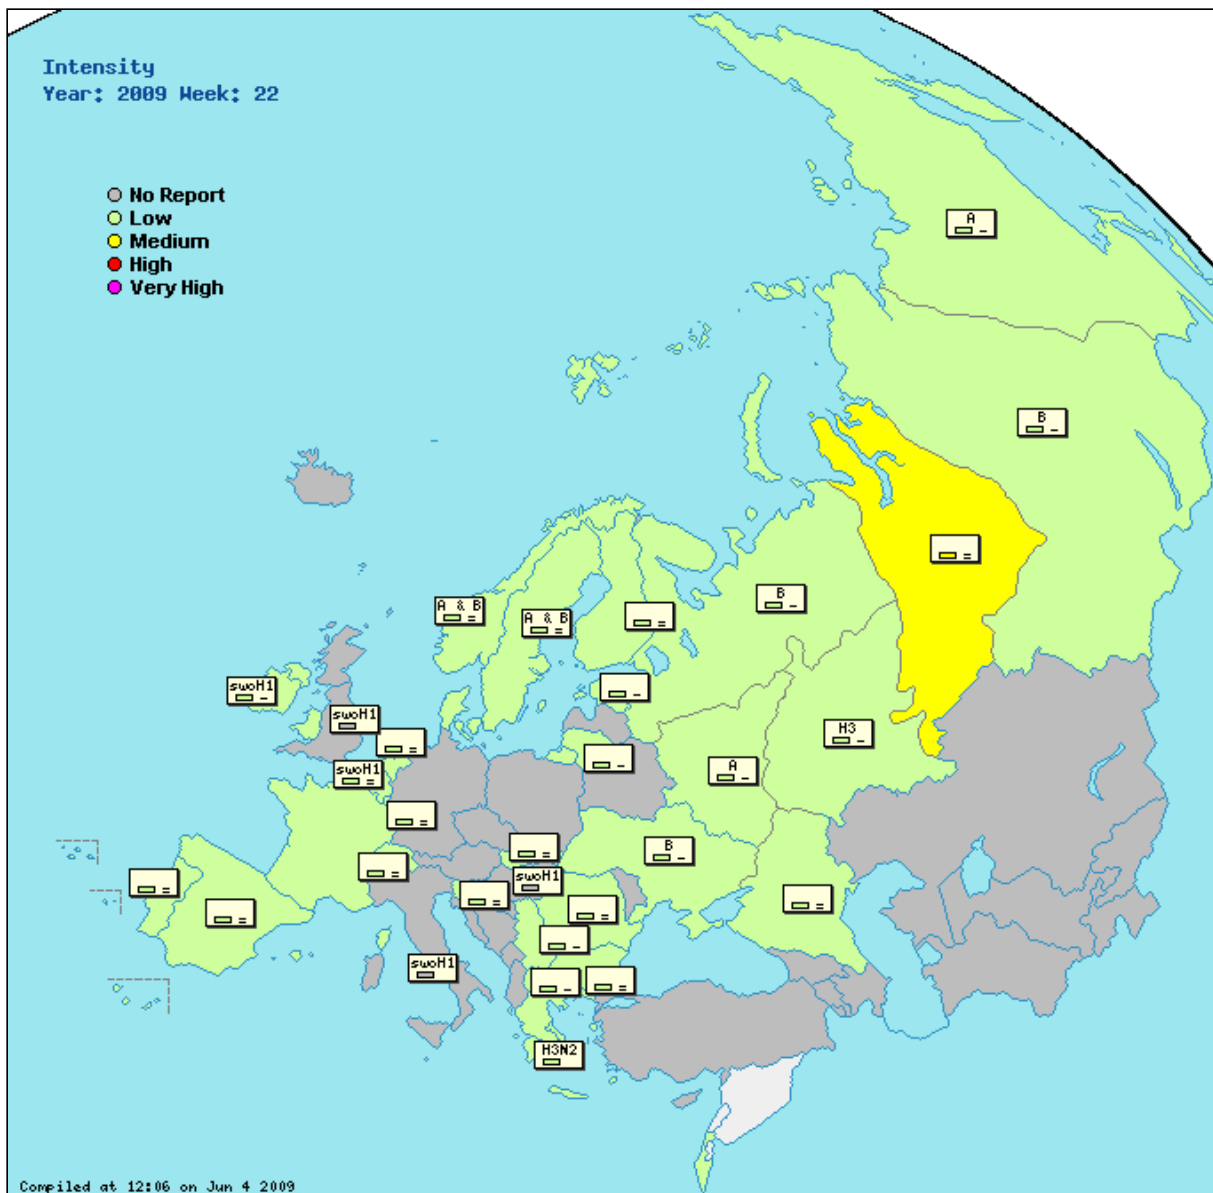 Intensity
Year: 2009 Week: 22
No Report
Low
Medium
High
Very High
A
–
B
–
=
B
–
A & B
=
A & B
=
=
swoH1
–
=
swoH1
=
–
swoH1
=
–
H3
–
A
–
=
=
B
–
=
swoH1
=
=
=
=
=
=
–
swoH1
–
=
H3N2
Compiled at 12:06 on Jun 4 2009